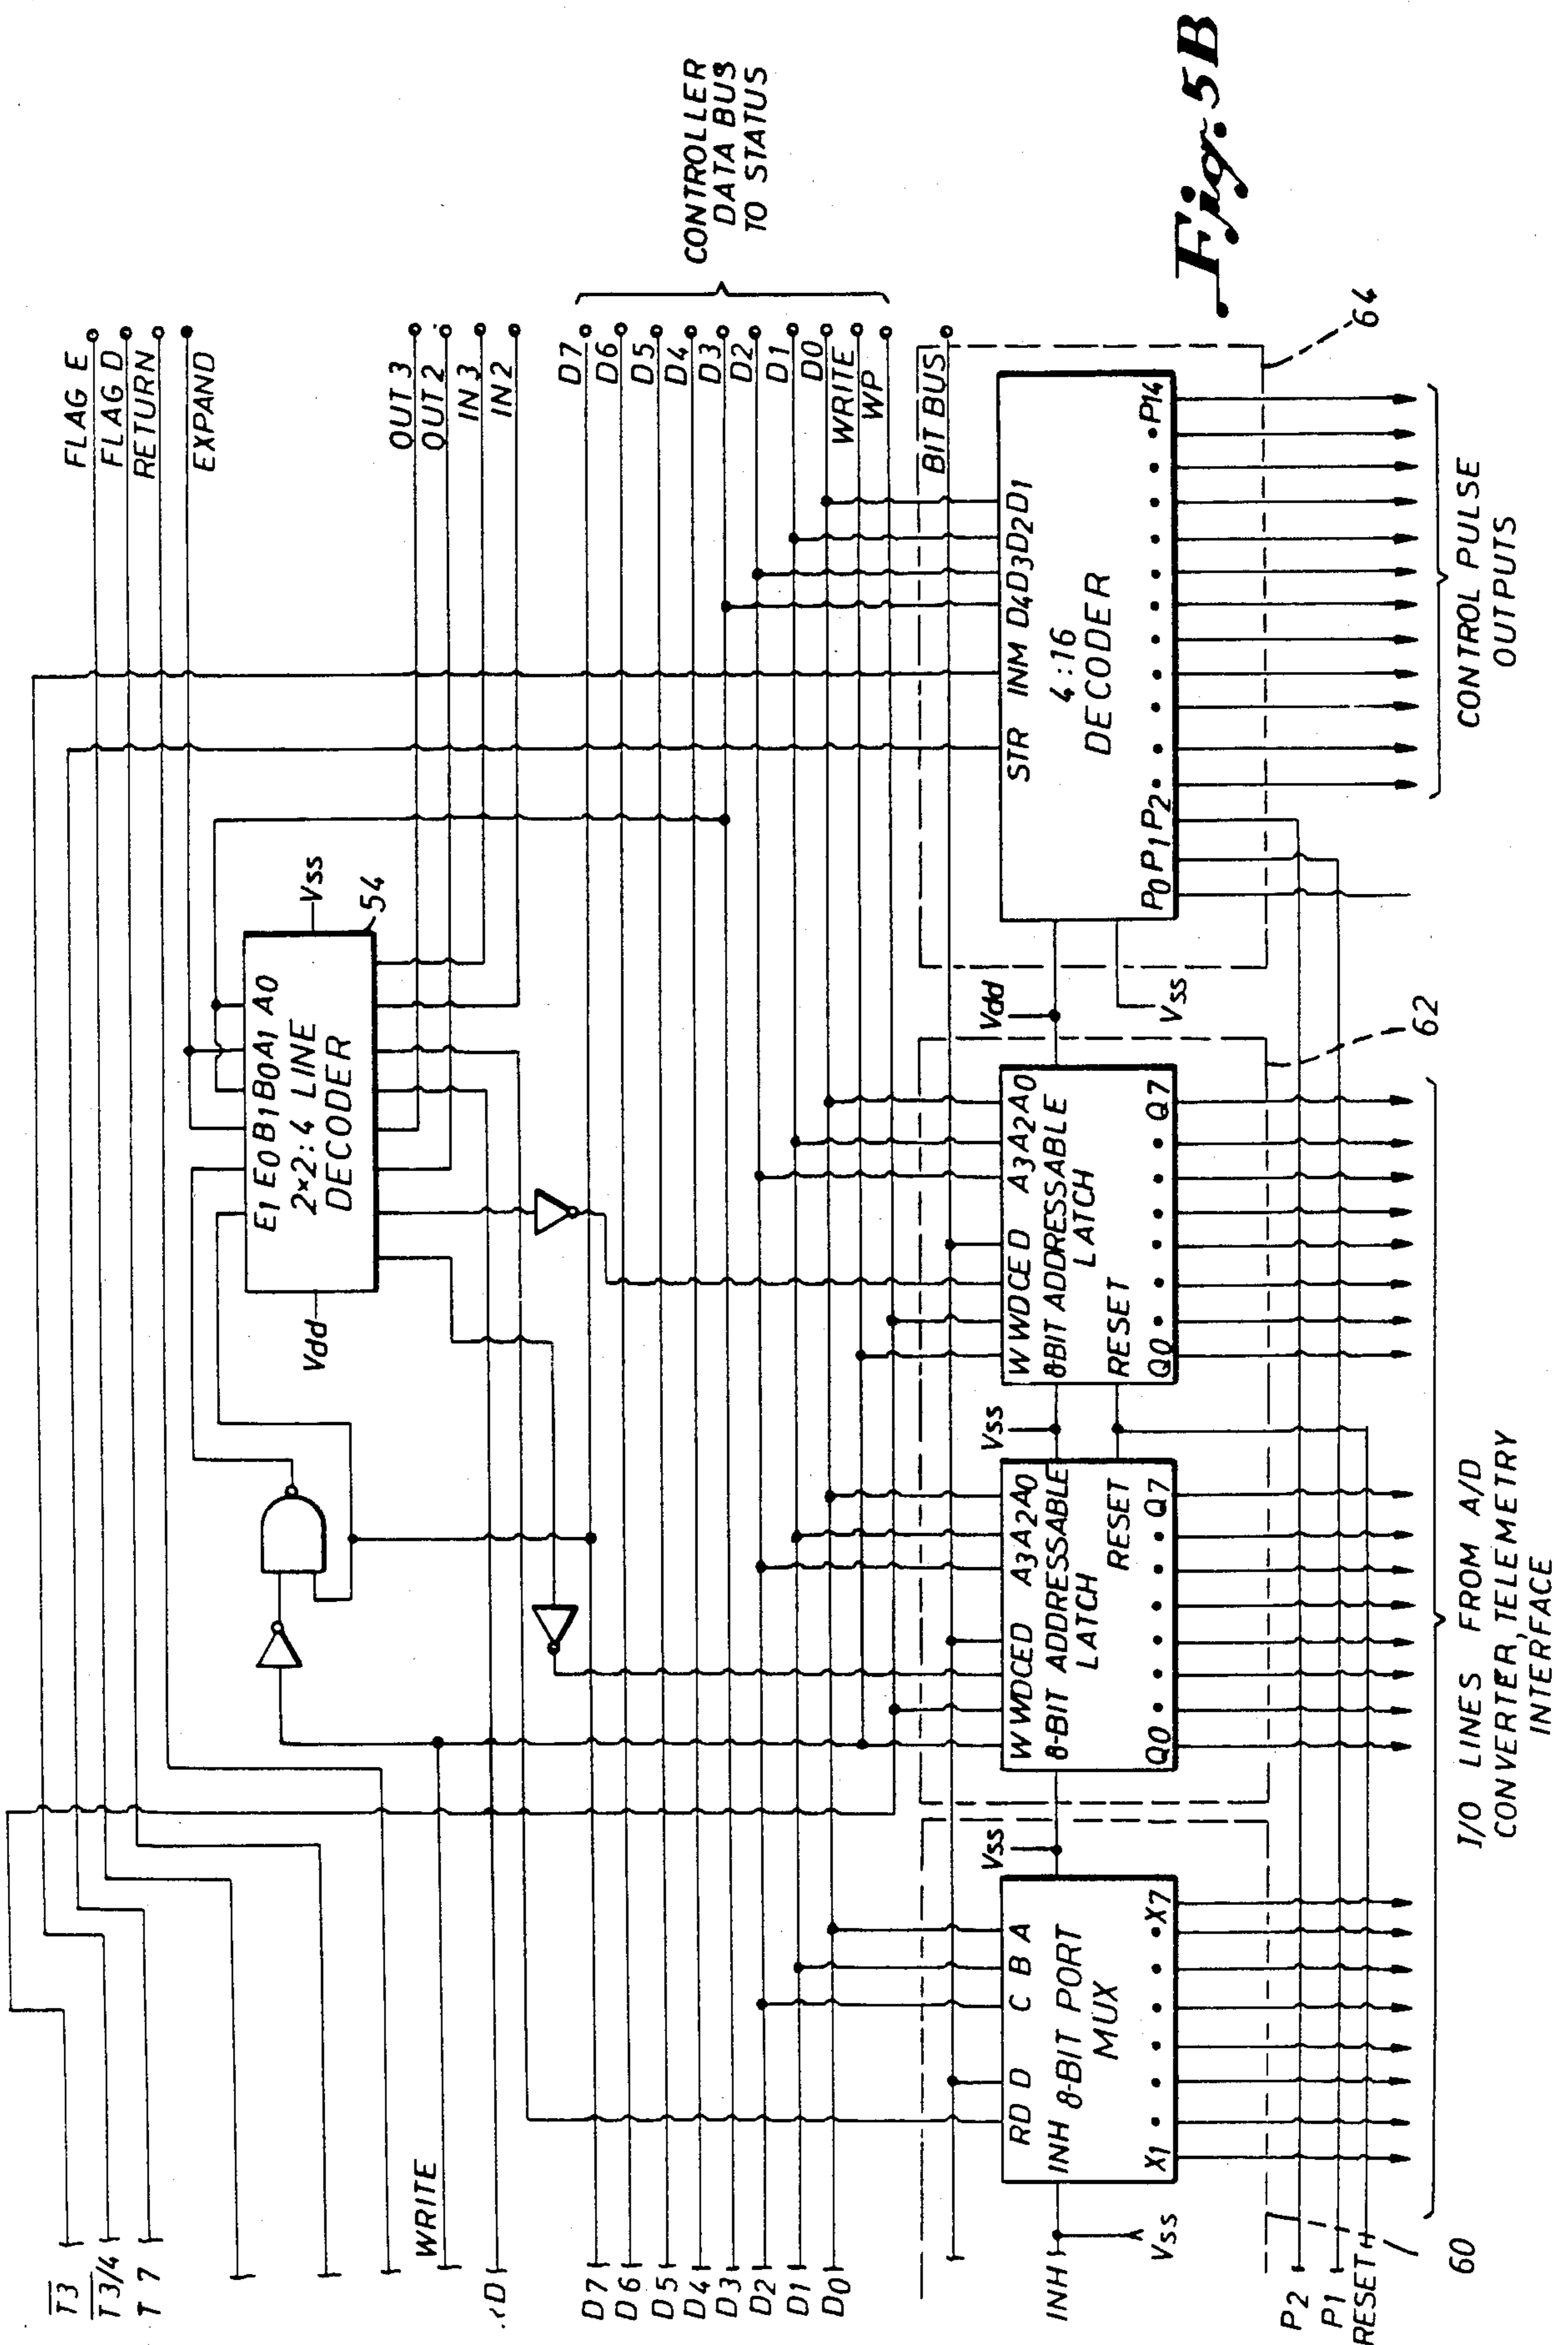 T3
T3/4
T7
WRITE
D7
D6
D5
D4
D3
D2
D1
D0
INH
Vss
P2
P1
RESET
60
FLAG E
FLAG D
RETURN
EXPAND
OUT 3
OUT 2
IN 3
IN 2
D7
D6
D5
D4
D3
D2
D1
D0
WRITE
WP
BIT BUS
CONTROLLER
DATA BUS
TO STATUS
E1 E0 B1 B0 A1 A0
2x2:4 LINE
DECODER
Vdd
Vss
54
RD D C B A
INH 8-BIT PORT
MUX
X1 X7
Vss
W WDCED A3 A2 A0
8-BIT ADDRESSABLE
LATCH
RESET
Q0 Q7
Vss
W WDCED A3 A2 A0
8-BIT ADDRESSABLE
LATCH
RESET
Q0 Q7
62
Vdd
Vss
STR INM D4 D3 D2 D1
4:16
DECODER
P0 P1 P2 P14
64
I/O LINES FROM A/D
CONVERTER, TELEMETRY
INTERFACE
CONTROL PULSE
OUTPUTS
Fig. 5B